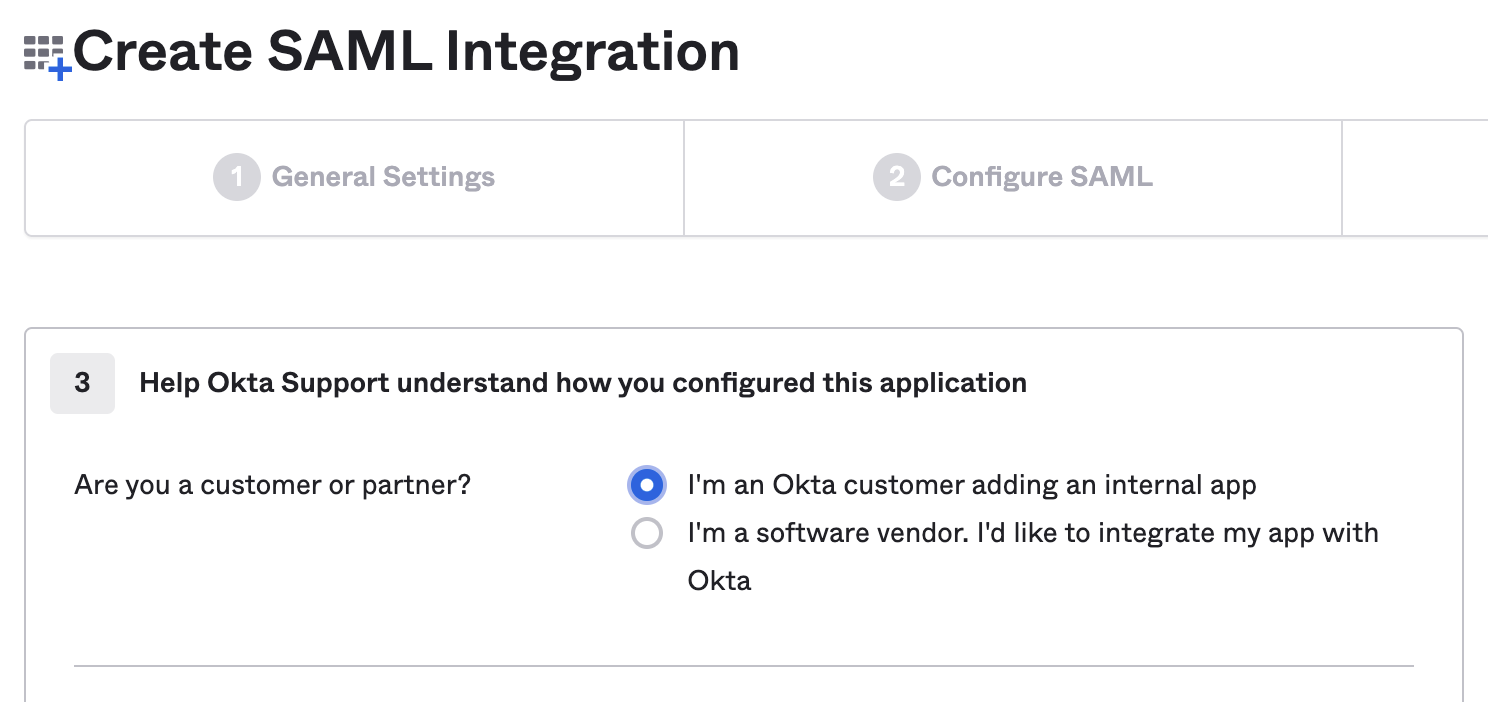 Create SAML Integration
1 General Settings
2 Configure SAML
3 Help Okta Support understand how you configured this application
Are you a customer or partner?
I'm an Okta customer adding an internal app
I'm a software vendor. I'd like to integrate my app with
Okta